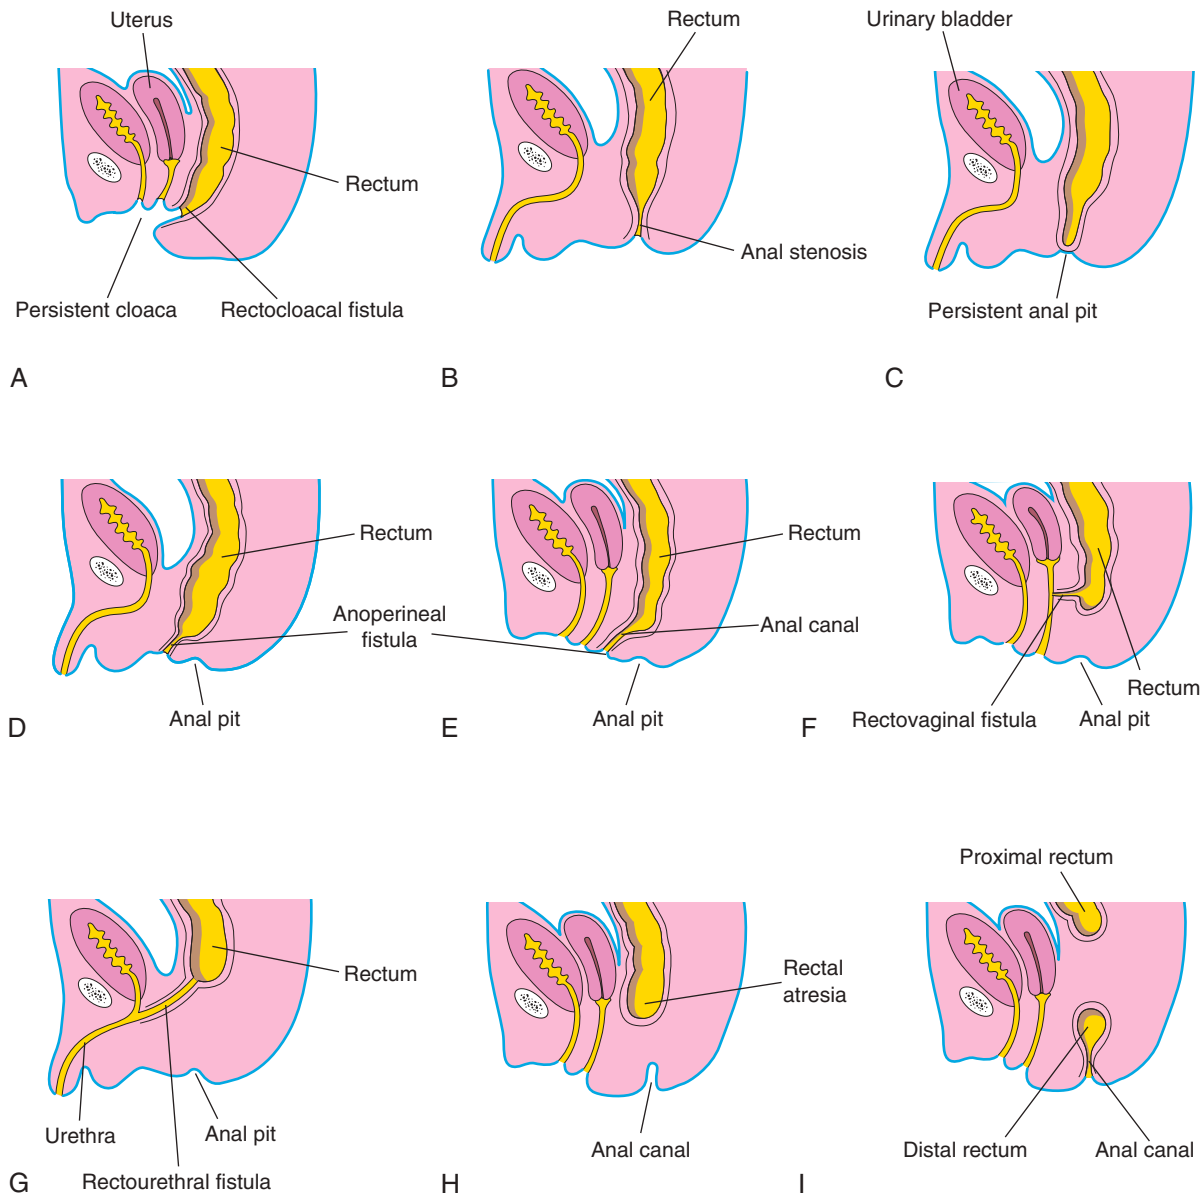 Uterus
Rectum
Persistent cloaca
Rectocloacal fistula
A
Rectum
Anal stenosis
B
Urinary bladder
Persistent anal pit
C
Rectum
Anoperineal
fistula
Anal pit
D
Rectum
Anal canal
Anal pit
E
Rectum
Rectovaginal fistula
Anal pit
F
Rectum
Urethra
Anal pit
Rectourethral fistula
G
Rectal
atresia
Anal canal
H
Proximal rectum
Distal rectum
Anal canal
I